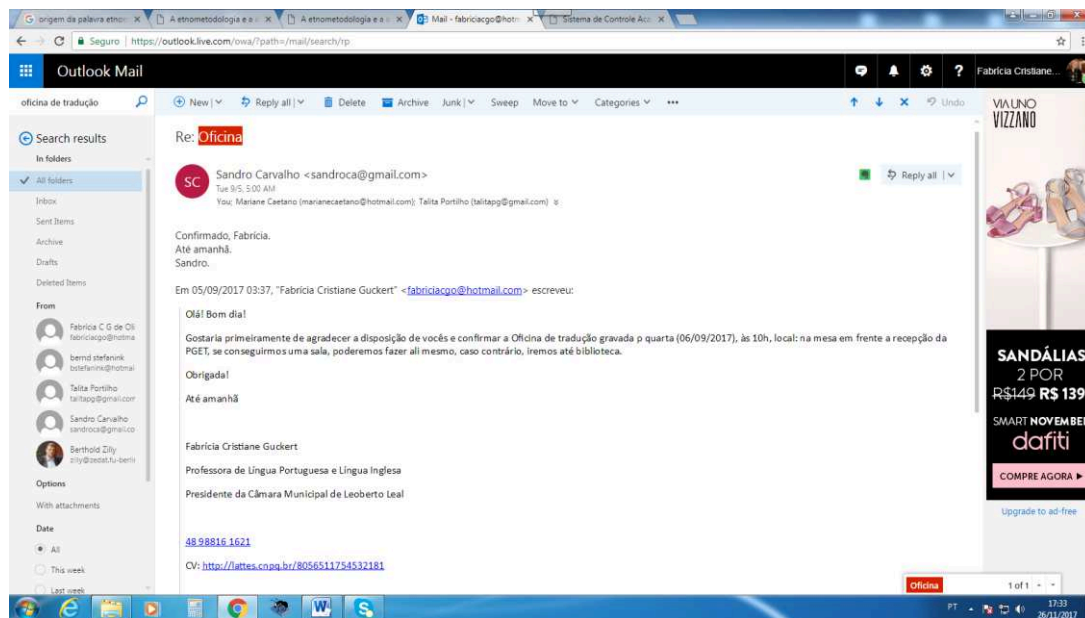 origem da palavra etnom
A etnometodologia e a
A etnometodologia e a
Mail - fabriciacgo@hotm
Sistema de Controle Aca
Seguro | https://outlook.live.com/owa/?path=/mail/search/rp
Outlook Mail
Fabrícia Cristiane...
oficina de tradução
New Reply all Delete Archive Junk Sweep Move to Categories ••• Undo
Search results
In folders
All folders
Inbox
Sent Items
Archive
Drafts
Deleted Items
From
Fabrícia C G de Oli
fabriciacgo@hotma
bernd stefanink
bstefanink@hotmai
Talita Portilho
talitapg@gmail.com
Sandro Carvalho
sandroca@gmail.co
Berthold Zilly
zilly@zedat.fu-berli
Options
With attachments
Date
All
This week
Last week
Re: Oficina
SC
Sandro Carvalho <sandroca@gmail.com>
Tue 9/5, 5:00 AM
You; Mariane Caetano (marianecaetano@hotmail.com); Talita Portilho (talitapg@gmail.com)
Reply all
Confirmado, Fabrícia.
Até amanhã.
Sandro.
Em 05/09/2017 03:37, "Fabrícia Cristiane Guckert" <fabriciacgo@hotmail.com> escreveu:
Olá! Bom dia!
Gostaria primeiramente de agradecer a disposição de vocês e confirmar a Oficina de tradução gravada p quarta (06/09/2017), às 10h, local: na mesa em frente a recepção da
PGET, se conseguirmos uma sala, poderemos fazer ali mesmo, caso contrário, iremos até biblioteca.
Obrigada!
Até amanhã
Fabrícia Cristiane Guckert
Professora de Língua Portuguesa e Língua Inglesa
Presidente da Câmara Municipal de Leoberto Leal
48 98816 1621
CV: http://lattes.cnpq.br/8056511754532181
VIA UNO
VIZZANO
SANDÁLIAS
2 POR
R$149 R$ 139
SMART NOVEMBER
dafiti
COMPRE AGORA
Upgrade to ad-free
Oficina
1 of 1
PT
17:33
26/11/2017